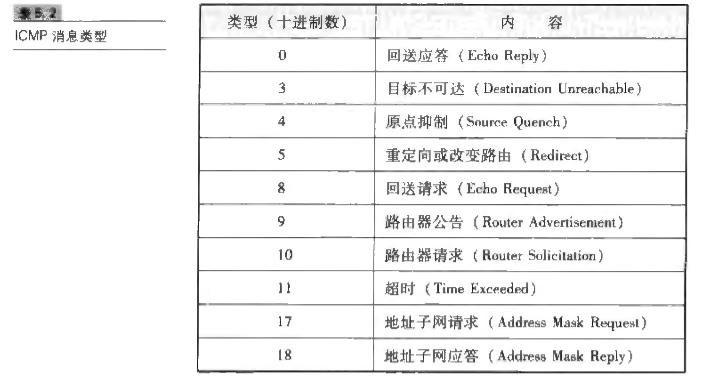 表5.2
ICMP 消息类型
类型（十进制数） 内 容
0 回送应答（Echo Reply）
3 目标不可达（Destination Unreachable）
4 原点抑制（Source Quench）
5 重定向或改变路由（Redirect）
8 回送请求（Echo Request）
9 路由器公告（Router Advertisement）
10 路由器请求（Router Solicitation）
11 超时（Time Exceeded）
17 地址子网请求（Address Mask Request）
18 地址子网应答（Address Mask Reply）